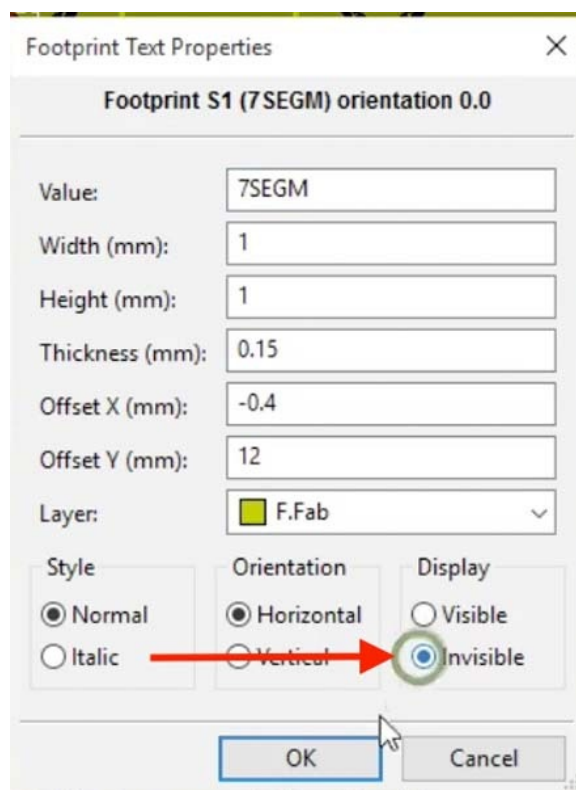 Footprint Text Properties
Footprint S1 (7SEGM) orientation 0.0
Value: 7SEGM
Width (mm): 1
Height (mm): 1
Thickness (mm): 0.15
Offset X (mm): -0.4
Offset Y (mm): 12
Layer: F.Fab
Style Orientation Display
Normal Horizontal Visible
Italic Vertical Invisible
OK Cancel